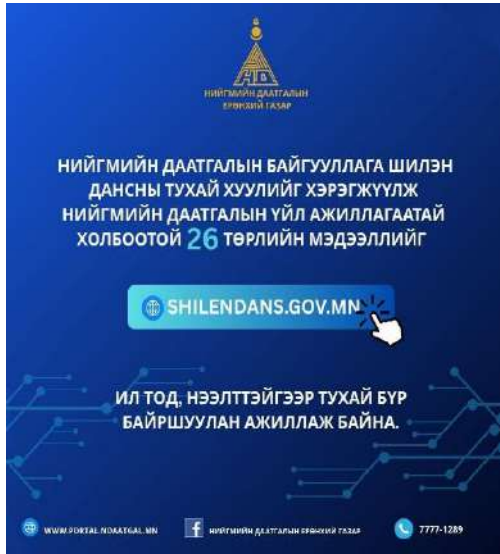 НИЙГМИЙН ДААТГАЛЫН
ЕРӨНХИЙ ГАЗАР
НИЙГМИЙН ДААТГАЛЫН БАЙГУУЛЛАГА ШИЛЭН
ДАНСНЫ ТУХАЙ ХУУЛИЙГ ХЭРЭГЖҮҮЛЖ
НИЙГМИЙН ДААТГАЛЫН ҮЙЛ АЖИЛЛАГААТАЙ
ХОЛБООТОЙ 26 ТӨРЛИЙН МЭДЭЭЛЛИЙГ
SHILENDANS.GOV.MN
ИЛ ТОД, НЭЭЛТТЭЙГЭЭР ТУХАЙ БҮР
БАЙРШУУЛАН АЖИЛЛАЖ БАЙНА.
WWW.PORTAL.NDAATGAL.MN
НИЙГМИЙН ДААТГАЛЫН ЕРӨНХИЙ ГАЗАР
7777-1289